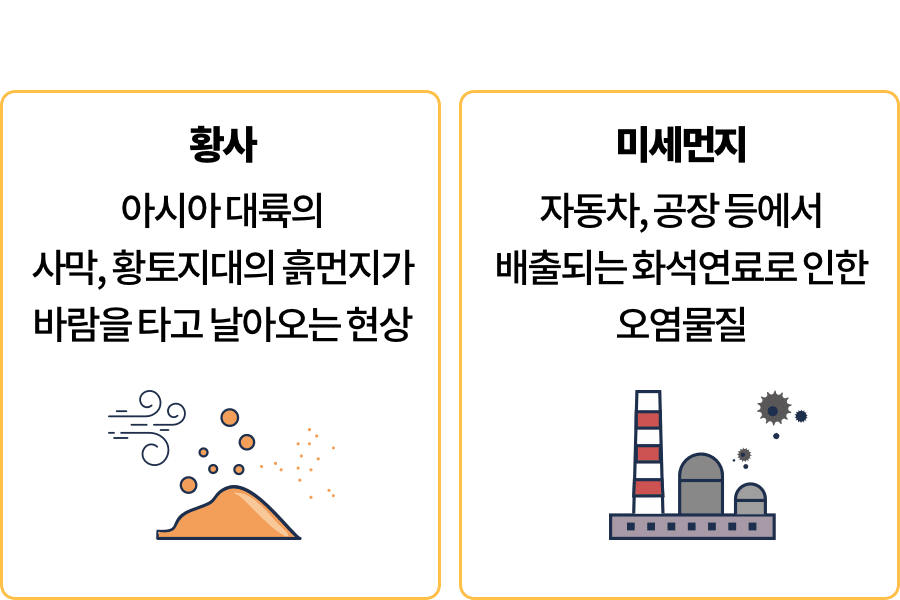 황사
아시아 대륙의
사막, 황토지대의 흙먼지가
바람을 타고 날아오는 현상
미세먼지
자동차, 공장 등에서
배출되는 화석연료로 인한
오염물질